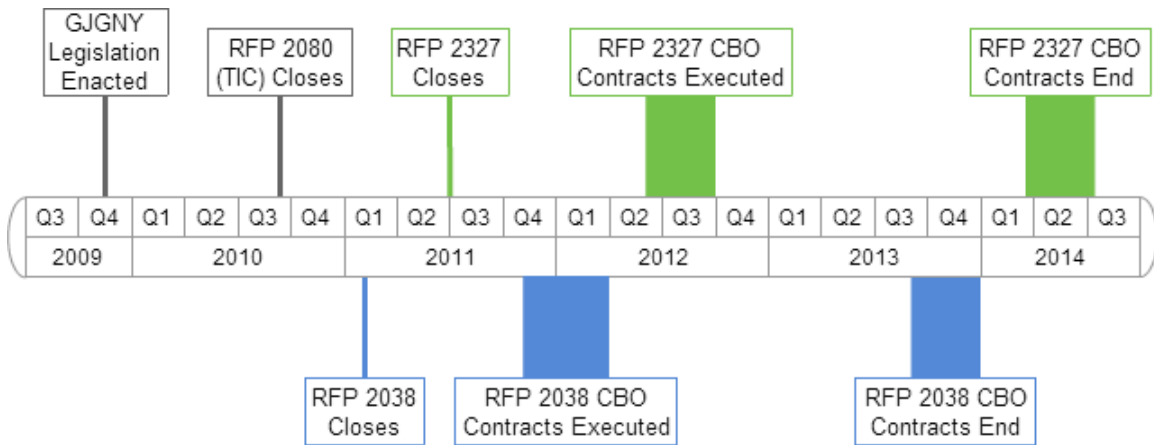 GJGNY
Legislation
Enacted
RFP 2080
(TIC) Closes
RFP 2327
Closes
RFP 2327 CBO
Contracts Executed
RFP 2327 CBO
Contracts End
Q3 Q4 Q1 Q2 Q3 Q4 Q1 Q2 Q3 Q4 Q1 Q2 Q3 Q4 Q1 Q2 Q3 Q4 Q1 Q2 Q3
2009 2010 2011 2012 2013 2014
RFP 2038
Closes
RFP 2038 CBO
Contracts Executed
RFP 2038 CBO
Contracts End